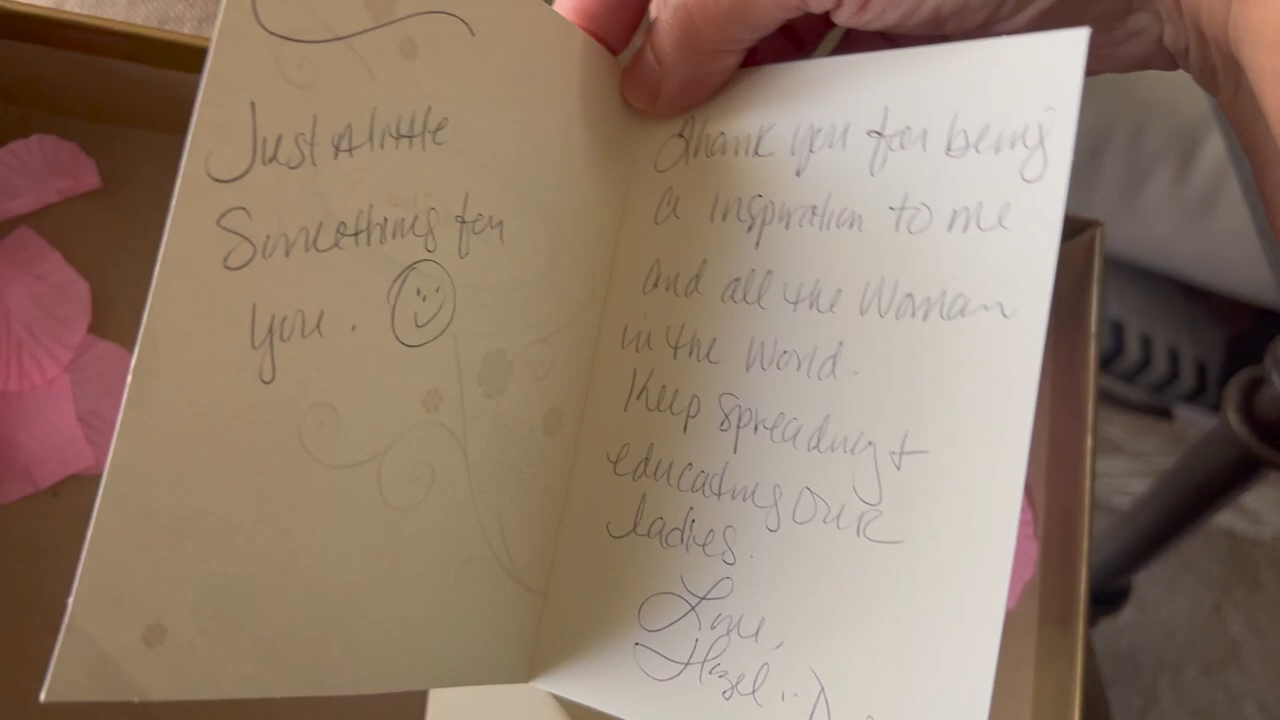 Just A little
Something for
you. 
Thank you for being
a inspiration to me
and all the Woman
in the World.
Keep spreading +
educating OUR
ladies.
Love,
Hazel :)